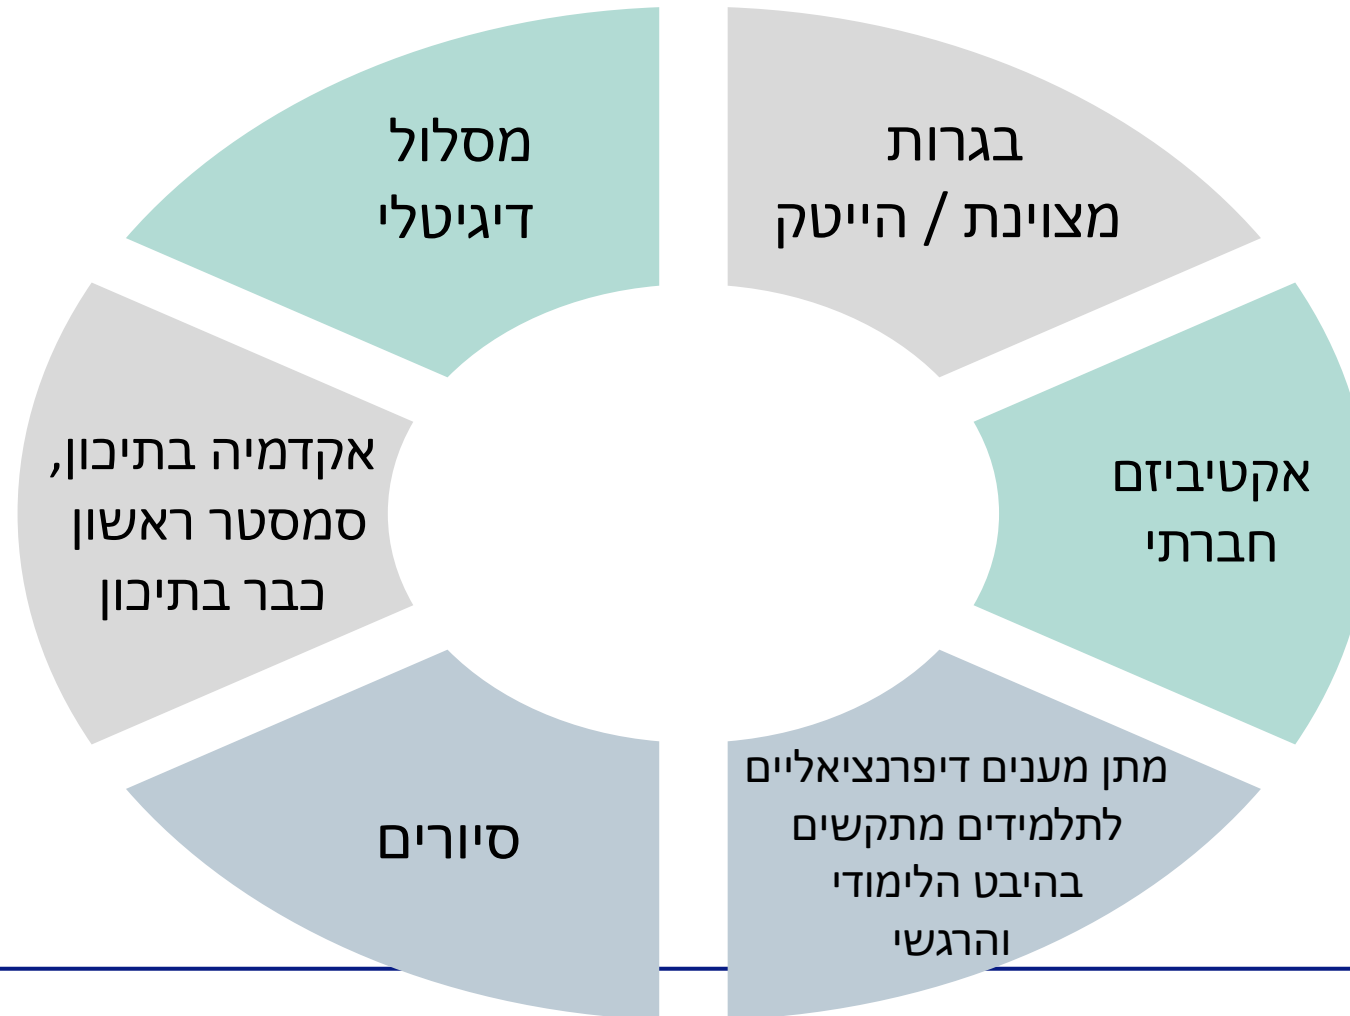 בגרות
מצוינת / הייטק
אקטיביזם
חברתי
מתן מענים דיפרנציאליים
לתלמידים מתקשים
בהיבט הלימודי
והרגשי
סיורים
אקדמיה בתיכון,
סמסטר ראשון
כבר בתיכון
מסלול
דיגיטלי